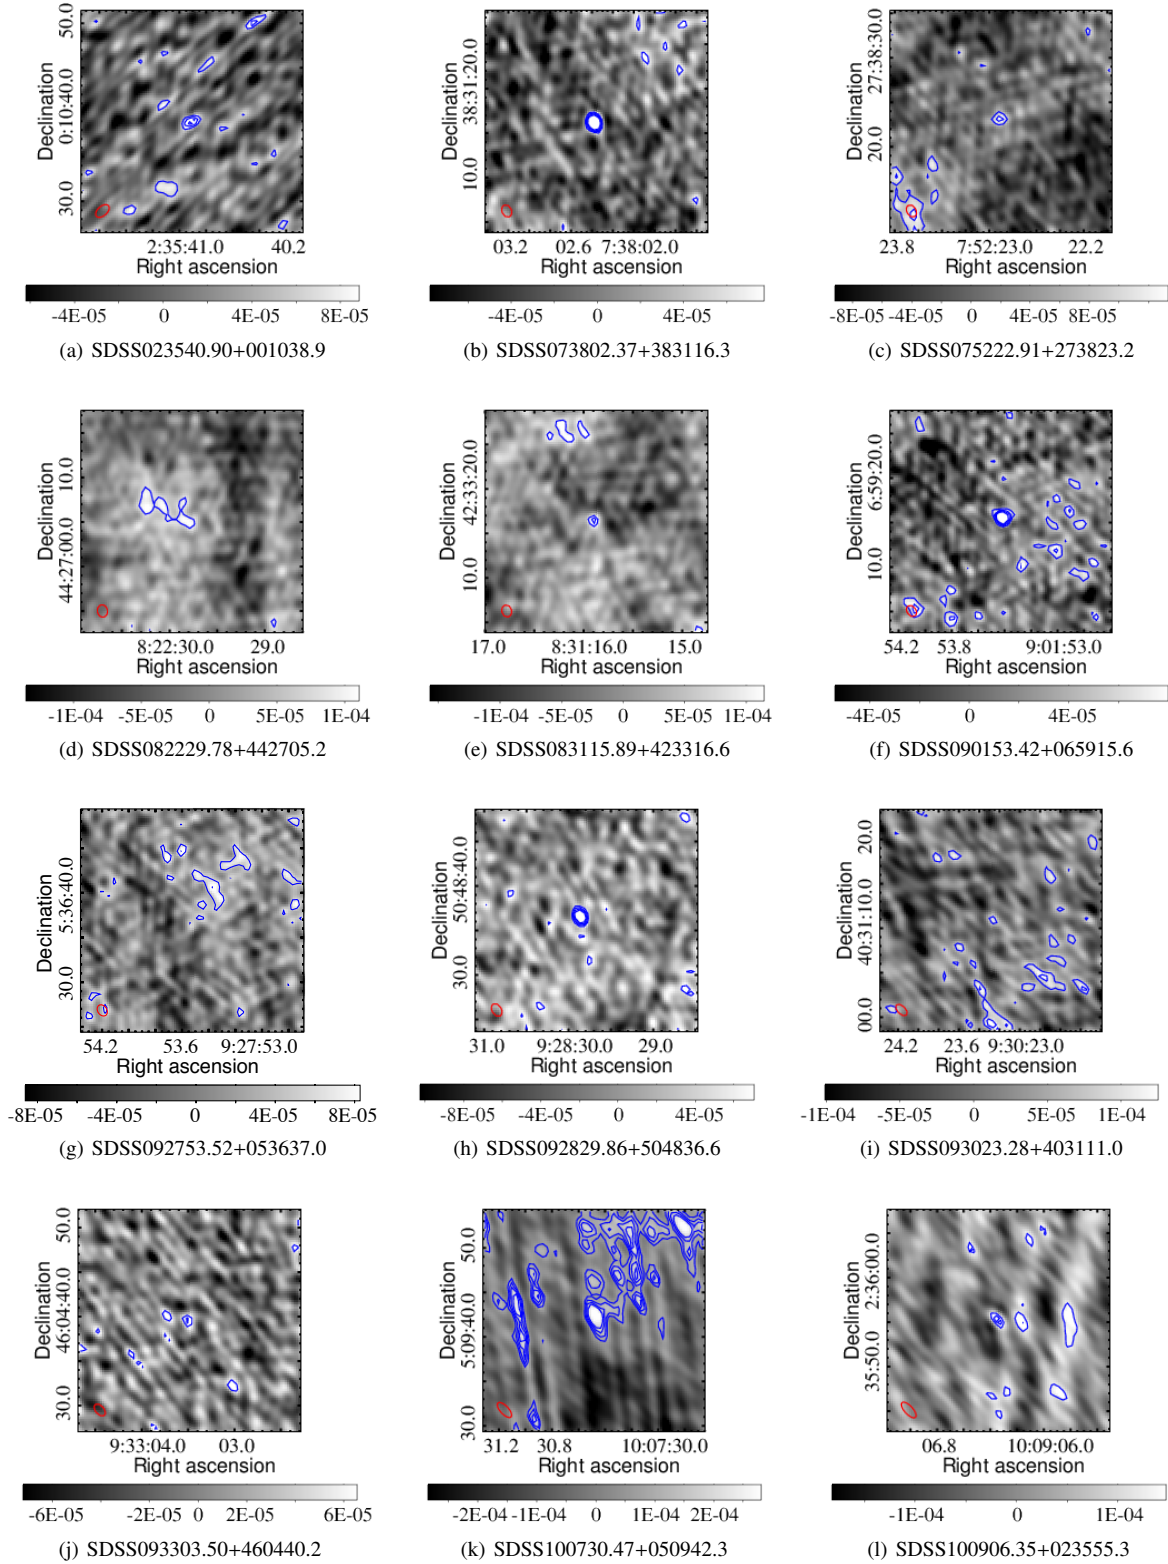 50.0
0:10:40.0
30.0
Declination
2:35:41.0 40.2
Right ascension
-4E-05 0 4E-05 8E-05
(a) SDSS023540.90+001038.9
38:31:20.0
10.0
Declination
03.2 02.6 7:38:02.0
Right ascension
-4E-05 0 4E-05
(b) SDSS073802.37+383116.3
27:38:30.0
20.0
Declination
23.8 7:52:23.0 22.2
Right ascension
-8E-05 -4E-05 0 4E-05 8E-05
(c) SDSS075222.91+273823.2
10.0
44:27:00.0
Declination
8:22:30.0 29.0
Right ascension
-1E-04 -5E-05 0 5E-05 1E-04
(d) SDSS082229.78+442705.2
42:33:20.0
10.0
Declination
17.0 8:31:16.0 15.0
Right ascension
-1E-04 -5E-05 0 5E-05 1E-04
(e) SDSS083115.89+423316.6
6:59:20.0
10.0
Declination
54.2 53.8 9:01:53.0
Right ascension
-4E-05 0 4E-05
(f) SDSS090153.42+065915.6
5:36:40.0
30.0
Declination
54.2 53.6 9:27:53.0
Right ascension
-8E-05 -4E-05 0 4E-05 8E-05
(g) SDSS092753.52+053637.0
50:48:40.0
30.0
Declination
31.0 9:28:30.0 29.0
Right ascension
-8E-05 -4E-05 0 4E-05
(h) SDSS092829.86+504836.6
20.0
40:31:10.0
00.0
Declination
24.2 23.6 9:30:23.0
Right ascension
-1E-04 -5E-05 0 5E-05 1E-04
(i) SDSS093023.28+403111.0
50.0
46:04:40.0
30.0
Declination
9:33:04.0 03.0
Right ascension
-6E-05 -2E-05 0 2E-05 6E-05
(j) SDSS093303.50+460440.2
50.0
5:09:40.0
30.0
Declination
31.2 30.8 10:07:30.0
Right ascension
-2E-04 -1E-04 0 1E-04 2E-04
(k) SDSS100730.47+050942.3
2:36:00.0
35:50.0
Declination
06.8 10:09:06.0
Right ascension
-1E-04 0 1E-04
(l) SDSS100906.35+023555.3